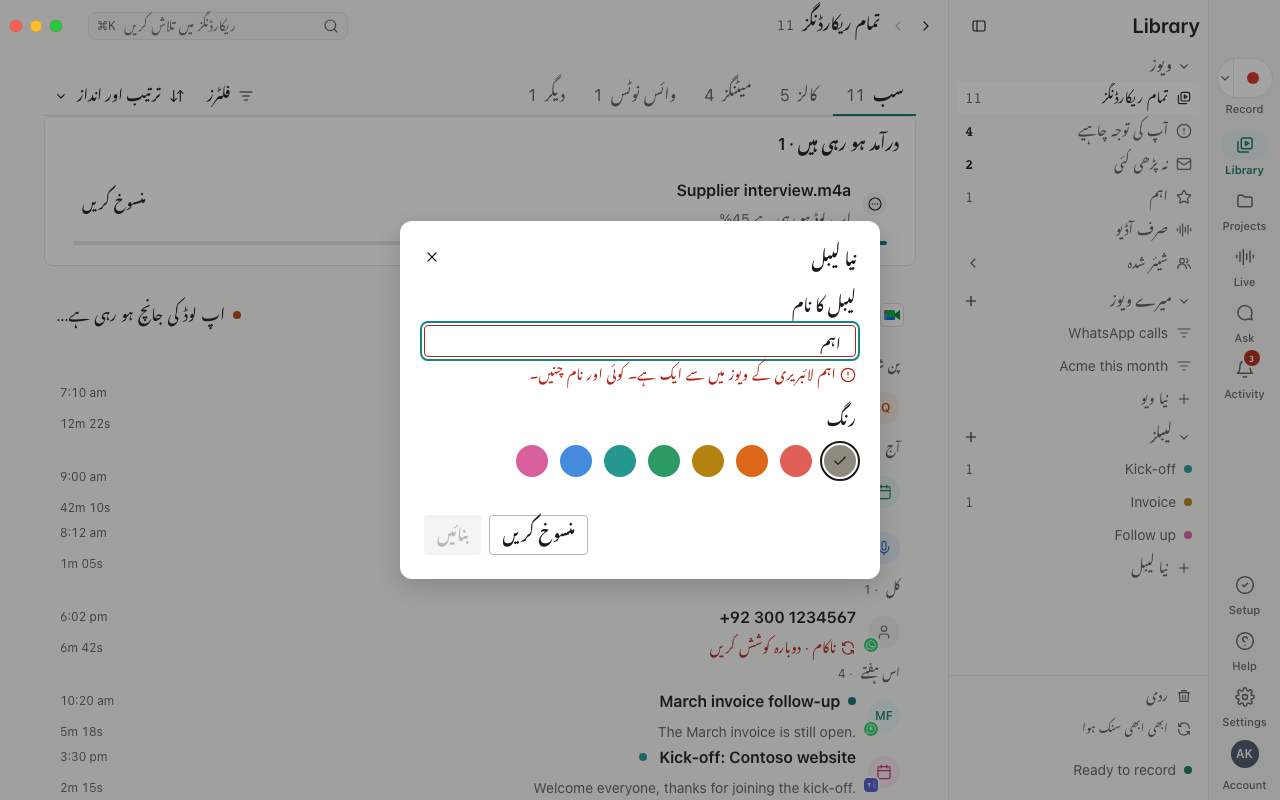 Library
ویوز
تمام ریکارڈنگز 11
آپ کی توجہ چاہیے 4
نہ پڑھی گئی 2
اہم 1
صرف آڈیو
شیئر شدہ
میرے ویوز
WhatsApp calls
Acme this month
نیا ویو
لیبلز
Kick-off 1
Invoice 1
Follow up
نیا لیبل
ردی
ابھی ابھی سنک ہوا
Ready to record
Record
Library
Projects
Live
Ask
3
Activity
Setup
Help
Settings
AK
Account
تمام ریکارڈنگز 11
ریکارڈنگز میں تلاش کریں ⌘K
سب 11
کالز 5
میٹنگز 4
وائس نوٹس 1
دیگر 1
فلٹرز
ترتیب اور انداز
درآمد ہو رہی ہیں · 1
Supplier interview.m4a
منسوخ کریں
اپ لوڈ کی جانچ ہو رہی ہے...
7:10 am
12m 22s
آج
9:00 am
42m 10s
8:12 am
1m 05s
کل · 1
+92 300 1234567
6:02 pm
ناکام · دوبارہ کوشش کریں
6m 42s
اس ہفتے · 4
MF
March invoice follow-up
10:20 am
The March invoice is still open.
5m 18s
Kick-off: Contoso website
3:30 pm
Welcome everyone, thanks for joining the kick-off.
2m 15s
نیا لیبل
لیبل کا نام
اہم
اہم لائبریری کے ویوز میں سے ایک ہے۔ کوئی اور نام چنیں۔
رنگ
منسوخ کریں
بنائیں